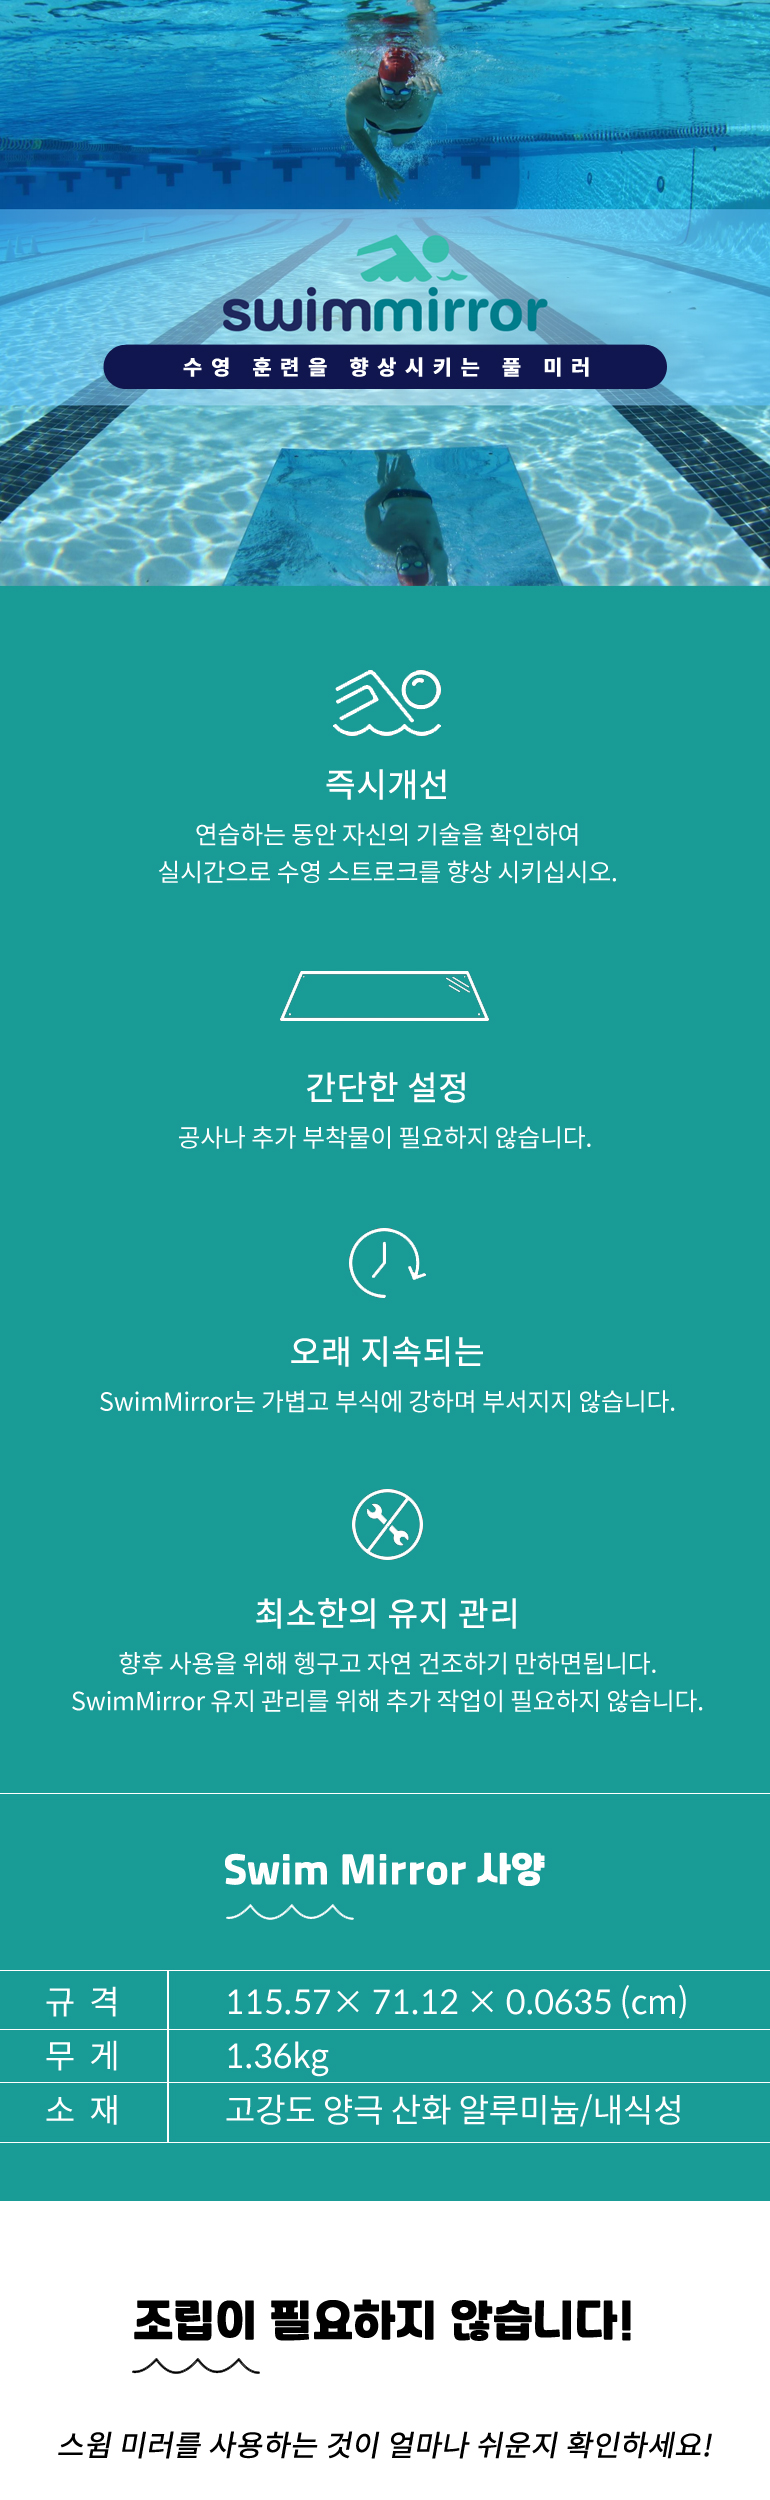 swimmirror
수영 훈련을 향상시키는 풀 미러
즉시개선
연습하는 동안 자신의 기술을 확인하여
실시간으로 수영 스트로크를 향상 시키십시오.
간단한 설정
공사나 추가 부착물이 필요하지 않습니다.
오래 지속되는
SwimMirror는 가볍고 부식에 강하며 부서지지 않습니다.
최소한의 유지 관리
향후 사용을 위해 헹구고 자연 건조하기 만하면됩니다.
SwimMirror 유지 관리를 위해 추가 작업이 필요하지 않습니다.
Swim Mirror 사양
규 격 115.57× 71.12 × 0.0635 (cm)
무 게 1.36kg
소 재 고강도 양극 산화 알루미늄/내식성
조립이 필요하지 않습니다!
스윔 미러를 사용하는 것이 얼마나 쉬운지 확인하세요!